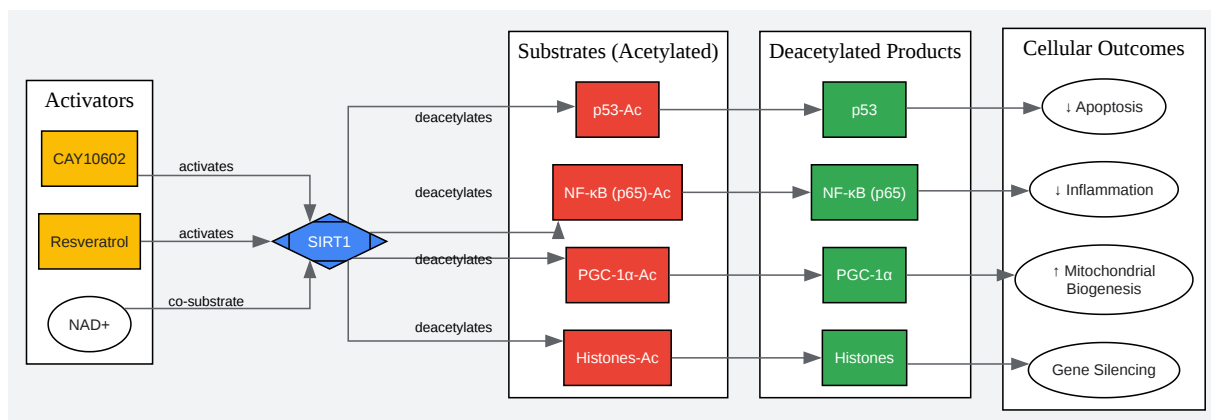 Activators
CAY10602
Resveratrol
NAD+
activates
activates
co-substrate
SIRT1
deacetylates
deacetylates
deacetylates
deacetylates
Substrates (Acetylated)
p53-Ac
NF-κB (p65)-Ac
PGC-1α-Ac
Histones-Ac
Deacetylated Products
p53
NF-κB (p65)
PGC-1α
Histones
Cellular Outcomes
↓ Apoptosis
↓ Inflammation
↑ Mitochondrial
Biogenesis
Gene Silencing